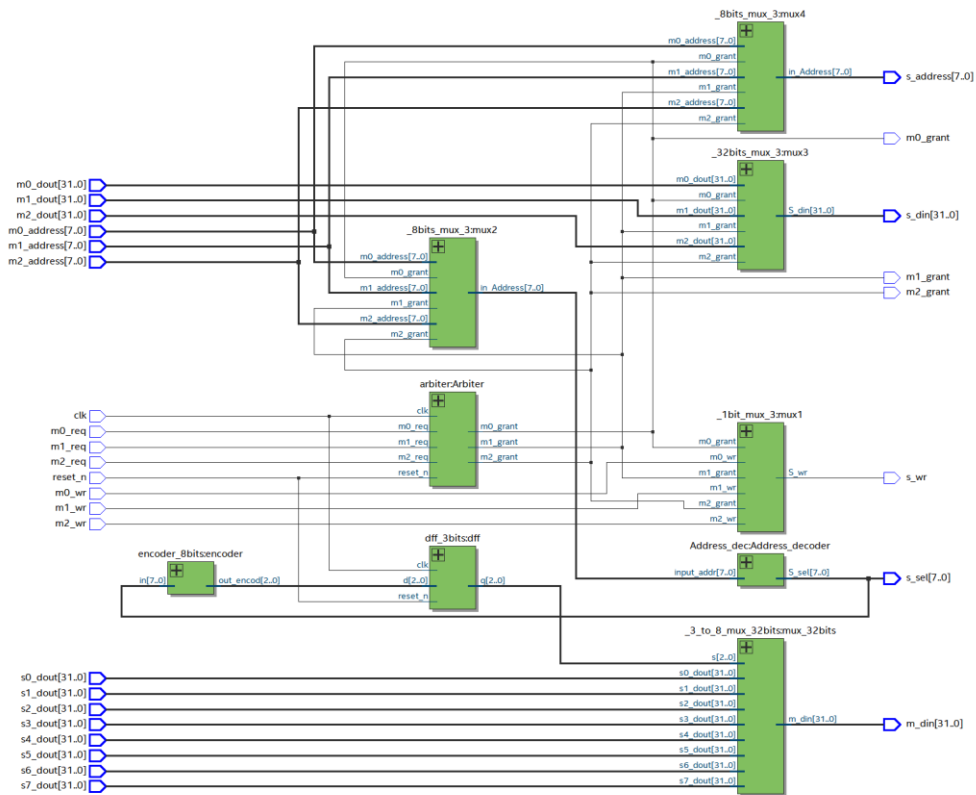 _8bits_mux_3:mux4
m0_address[7..0]
m0_grant
m1_address[7..0]
m1_grant
m2_address[7..0]
m2_grant
in_Address[7..0]
s_address[7..0]
m0_grant
_32bits_mux_3:mux3
m0_dout[31..0]
m0_grant
m1_dout[31..0]
m1_grant
m2_dout[31..0]
m2_grant
S_din[31..0]
s_din[31..0]
m1_grant
m2_grant
m0_dout[31..0]
m1_dout[31..0]
m2_dout[31..0]
m0_address[7..0]
m1_address[7..0]
m2_address[7..0]
_8bits_mux_3:mux2
m0_address[7..0]
m0_grant
m1_address[7..0]
m1_grant
m2_address[7..0]
m2_grant
in_Address[7..0]
arbiter:Arbiter
clk
m0_req
m1_req
m2_req
reset_n
m0_grant
m1_grant
m2_grant
clk
m0_req
m1_req
m2_req
reset_n
m0_wr
m1_wr
m2_wr
_1bit_mux_3:mux1
m0_grant
m0_wr
m1_grant
m1_wr
m2_grant
m2_wr
S_wr
s_wr
encoder_8bits:encoder
in[7..0]
out_encod[2..0]
dff_3bits:dff
clk
d[2..0]
reset_n
q[2..0]
Address_dec:Address_decoder
input_addr[7..0]
S_sel[7..0]
s_sel[7..0]
_3_to_8_mux_32bits:mux_32bits
s[2..0]
s0_dout[31..0]
s1_dout[31..0]
s2_dout[31..0]
s3_dout[31..0]
s4_dout[31..0]
s5_dout[31..0]
s6_dout[31..0]
s7_dout[31..0]
m_din[31..0]
m_din[31..0]
s0_dout[31..0]
s1_dout[31..0]
s2_dout[31..0]
s3_dout[31..0]
s4_dout[31..0]
s5_dout[31..0]
s6_dout[31..0]
s7_dout[31..0]